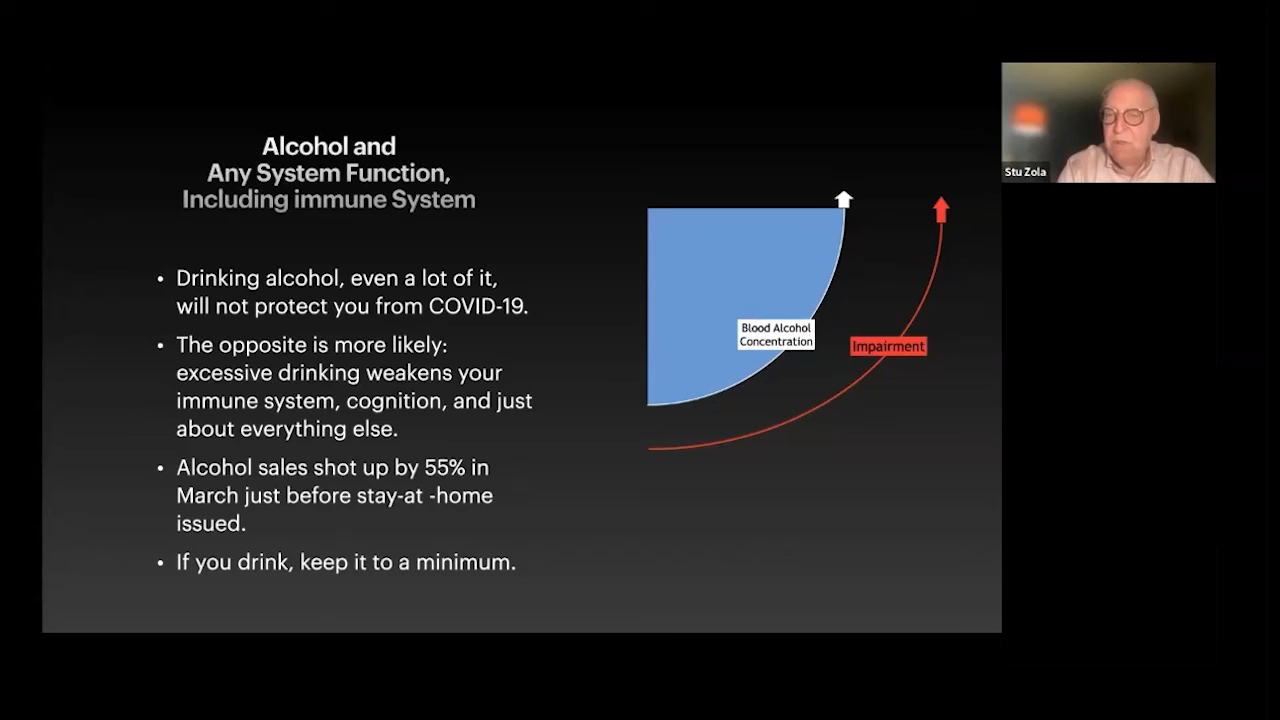 Alcohol and
Any System Function,
Including immune System
• Drinking alcohol, even a lot of it,
will not protect you from COVID-19.
• The opposite is more likely:
excessive drinking weakens your
immune system, cognition, and just
about everything else.
• Alcohol sales shot up by 55% in
March just before stay-at -home
issued.
• If you drink, keep it to a minimum.
Blood Alcohol
Concentration
Impairment
Stu Zola